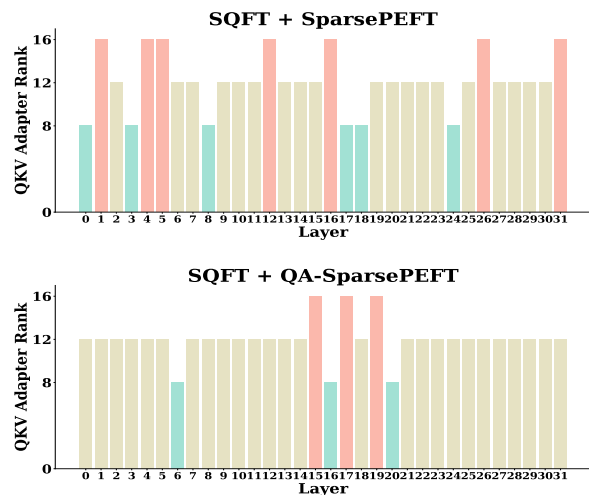 SQFT + SparsePEFT
QKV Adapter Rank
16
12
8
0
0 1 2 3 4 5 6 7 8 9 10 11 12 13 14 15 16 17 18 19 20 21 22 23 24 25 26 27 28 29 30 31
Layer
SQFT + QA-SparsePEFT
QKV Adapter Rank
16
12
8
0
0 1 2 3 4 5 6 7 8 9 10 11 12 13 14 15 16 17 18 19 20 21 22 23 24 25 26 27 28 29 30 31
Layer